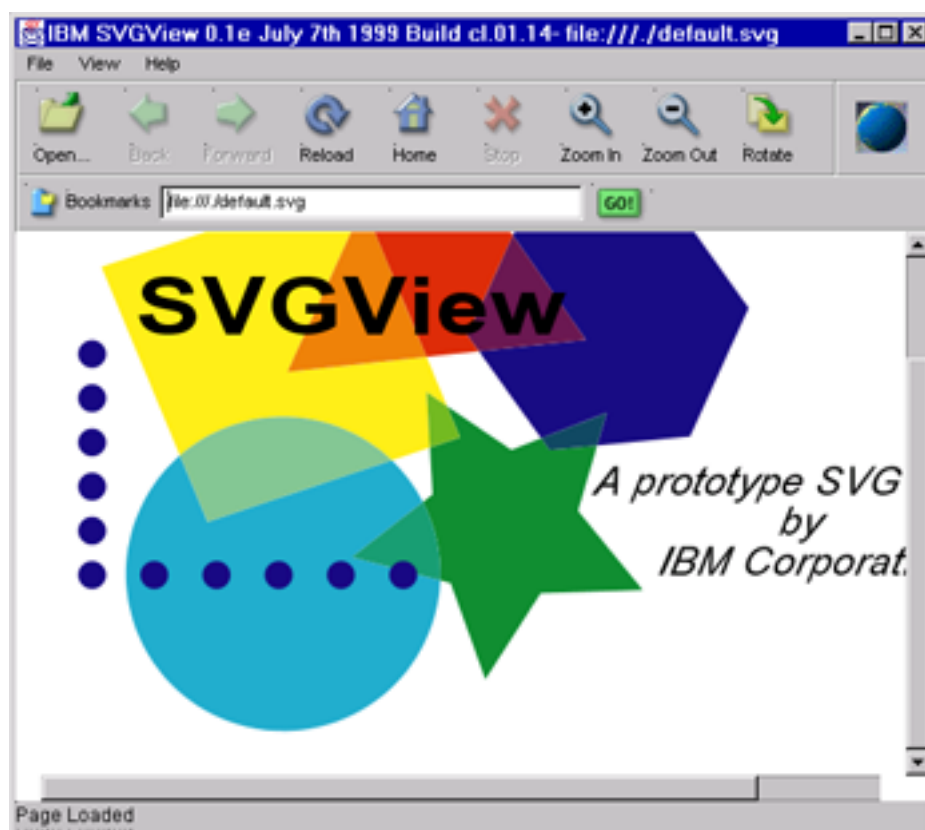 IBM SVGView 0.1e July 7th 1999 Build cl.01.14- file:///./default.svg
File View Help
Open... Back Forward Reload Home Stop Zoom In Zoom Out Rotate
Bookmarks file:///./default.svg GO!
SVGView
A prototype SVG
by
IBM Corporat
Page Loaded